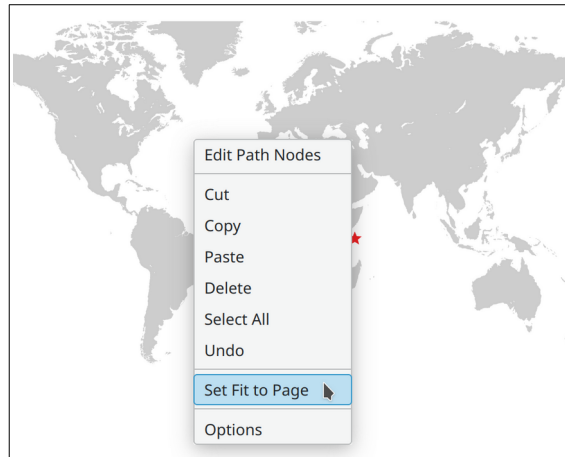 Edit Path Nodes
Cut
Copy
Paste
Delete
Select All
Undo
Set Fit to Page
Options